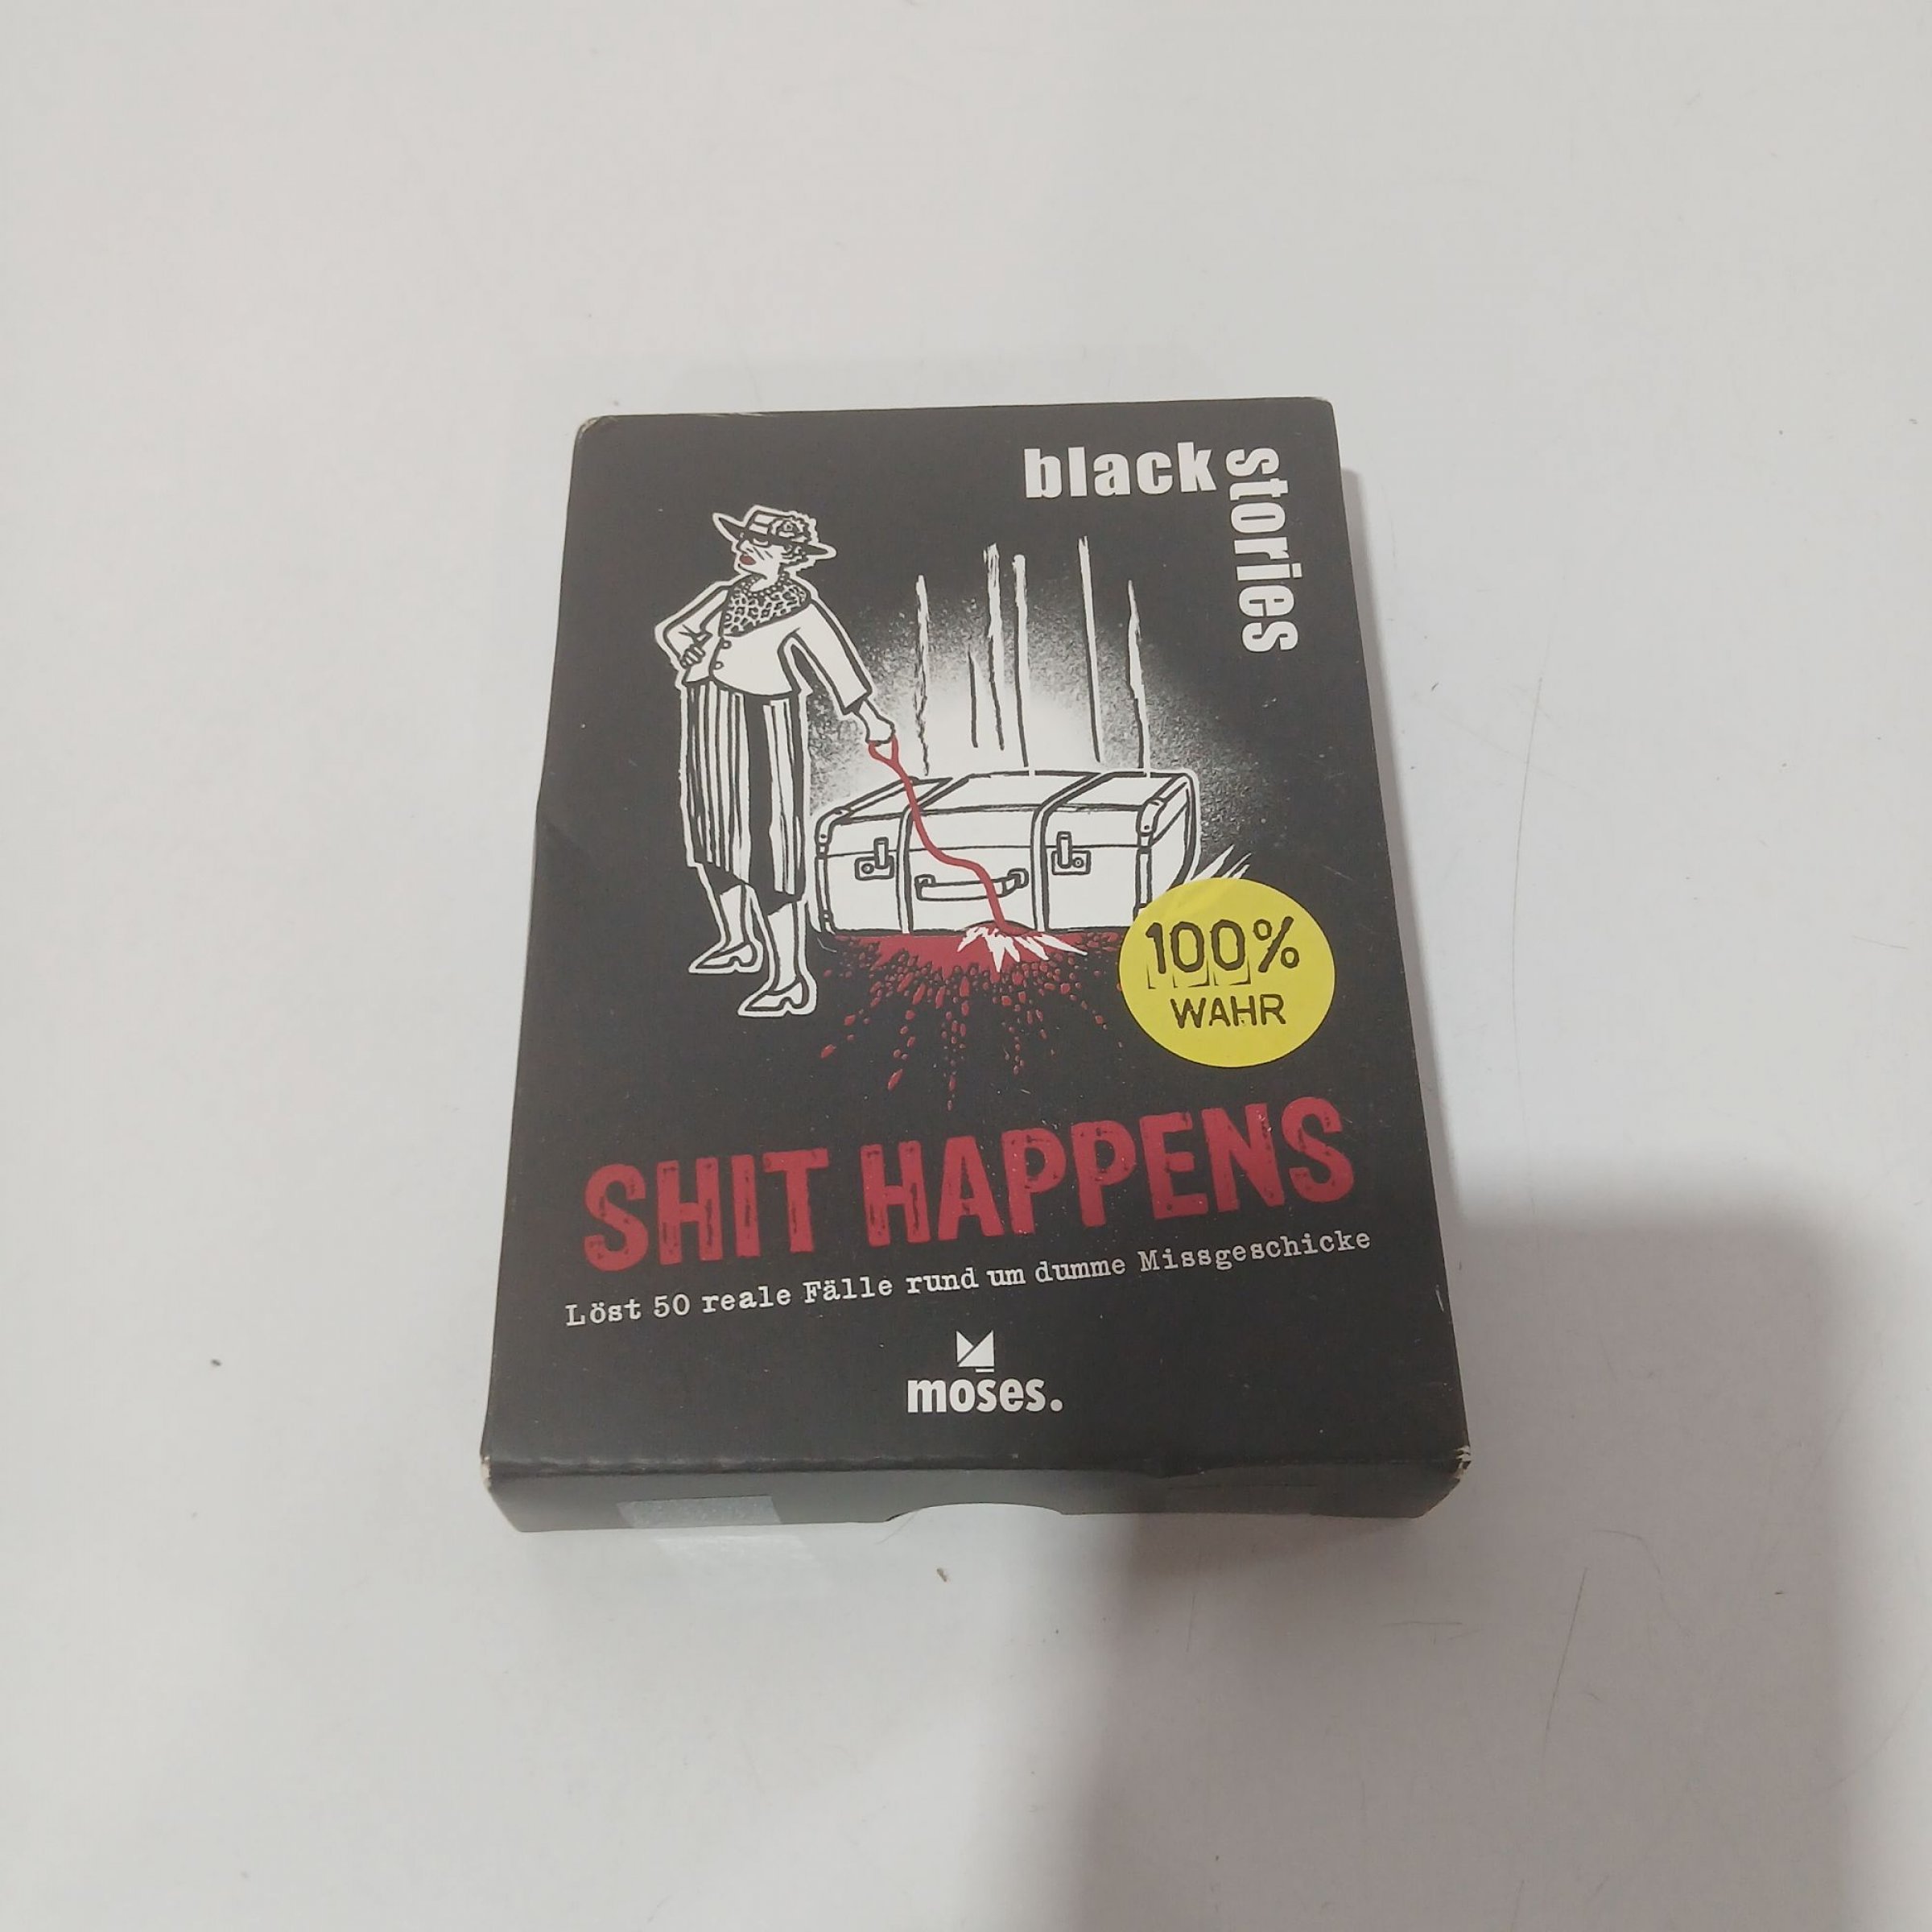 black
stories
100%
WAHR
SHIT HAPPENS
Löst 50 reale Fälle rund um dumme Missgeschicke
moses.